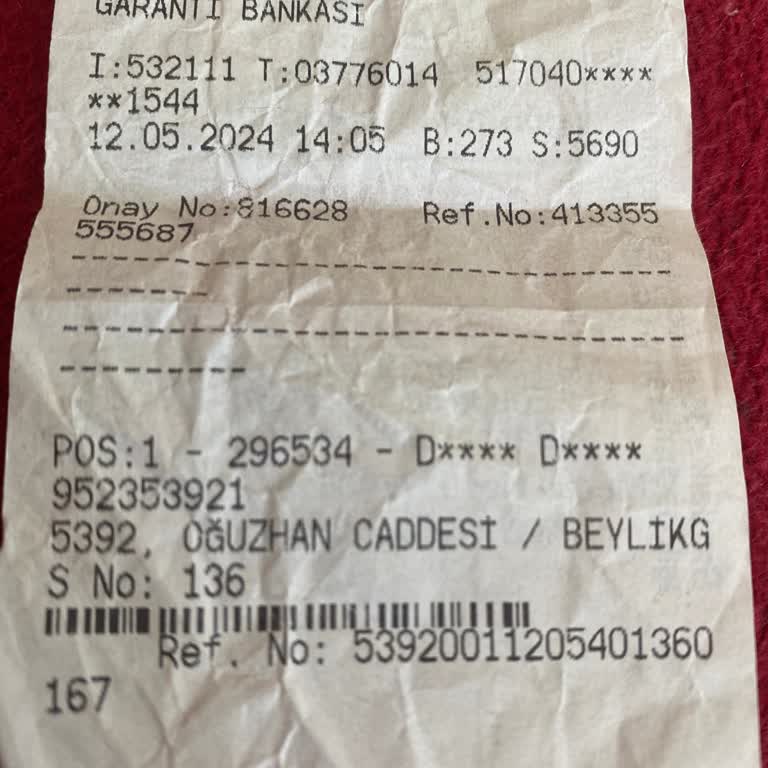 GARANTI BANKASI
I:532111 T:03776014 517040****
**1544
12.05.2024 14:05 B:273 S:5690
Onay No:816628 Ref.No:413355
555687
--------------------------------
-------
--------------------------------
----------
POS:1 - 296534 - D**** D****
952353921
5392, OĞUZHAN CADDESİ / BEYLİKG
S No: 136
Ref. No: 53920011205401360
167